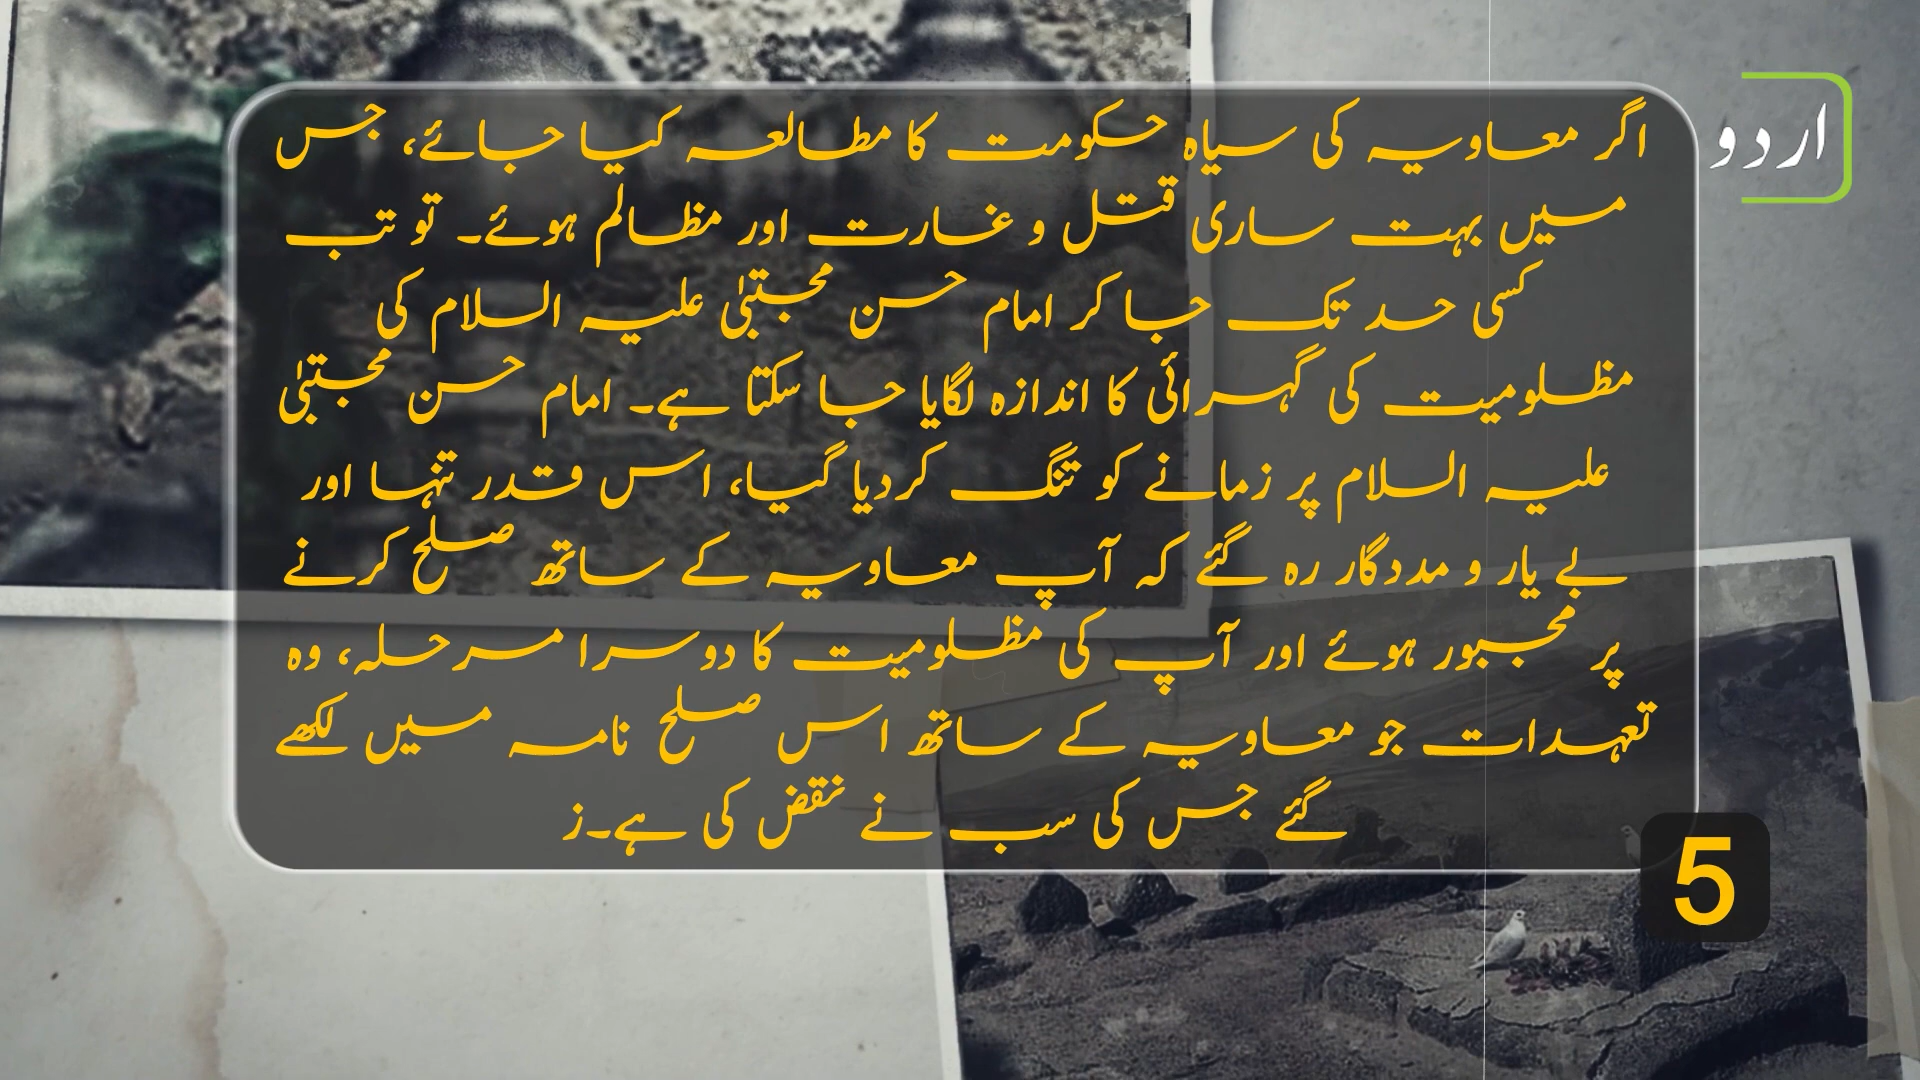 اردو
اگر معاویہ کی سیاہ حکومت کا مطالعہ کیا جائے، جس
میں بہت ساری قتل و غارت اور مظالم ہوئے۔ تو تب
کسی حد تک جا کر امام حسن مجتبیٰ علیہ السلام کی
مظلومیت کی گہرائی کا اندازہ لگایا جا سکتا ہے۔ امام حسن مجتبیٰ
علیہ السلام پر زمانے کو تنگ کردیا گیا، اس قدر تنہا اور
بے یار و مددگار رہ گئے کہ آپ معاویہ کے ساتھ صلح کرنے
پر مجبور ہوئے اور آپ کی مظلومیت کا دوسرا مرحلہ، وہ
تعہدات جو معاویہ کے ساتھ اس صلح نامہ میں لکھے
گئے جس کی سب نے نقض کی ہے۔ز
5